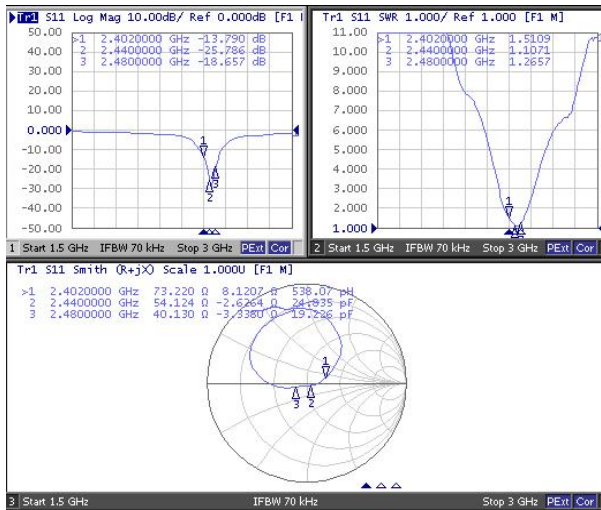 Tr1 S11 Log Mag 10.00dB/ Ref 0.000dB [F1
50.00
>1 2.4020000 GHz -13.790 dB
2 2.4400000 GHz -25.786 dB
3 2.4800000 GHz -18.657 dB
40.00
30.00
20.00
10.00
0.000
-10.00
-20.00
-30.00
-40.00
-50.00
1
2
3
1 Start 1.5 GHz IFBW 70 kHz Stop 3 GHz PExt Cor
Tr1 S11 SWR 1.000/ Ref 1.000 [F1 M]
11.00
>1 2.4020000 GHz 1.5109
2 2.4400000 GHz 1.1071
3 2.4800000 GHz 1.2657
10.000
9.000
8.000
7.000
6.000
5.000
4.000
3.000
2.000
1.000
1
2 Start 1.5 GHz IFBW 70 kHz Stop 3 GHz PExt Cor
Tr1 S11 Smith (R+jX) Scale 1.000U [F1 M]
>1 2.4020000 GHz 73.220 Ω 8.1207 Ω 538.07 pH
2 2.4400000 GHz 54.124 Ω -2.6264 Ω 24.835 pF
3 2.4800000 GHz 40.130 Ω -3.3380 Ω 19.226 pF
1
3 2
3 Start 1.5 GHz IFBW 70 kHz Stop 3 GHz PExt Cor